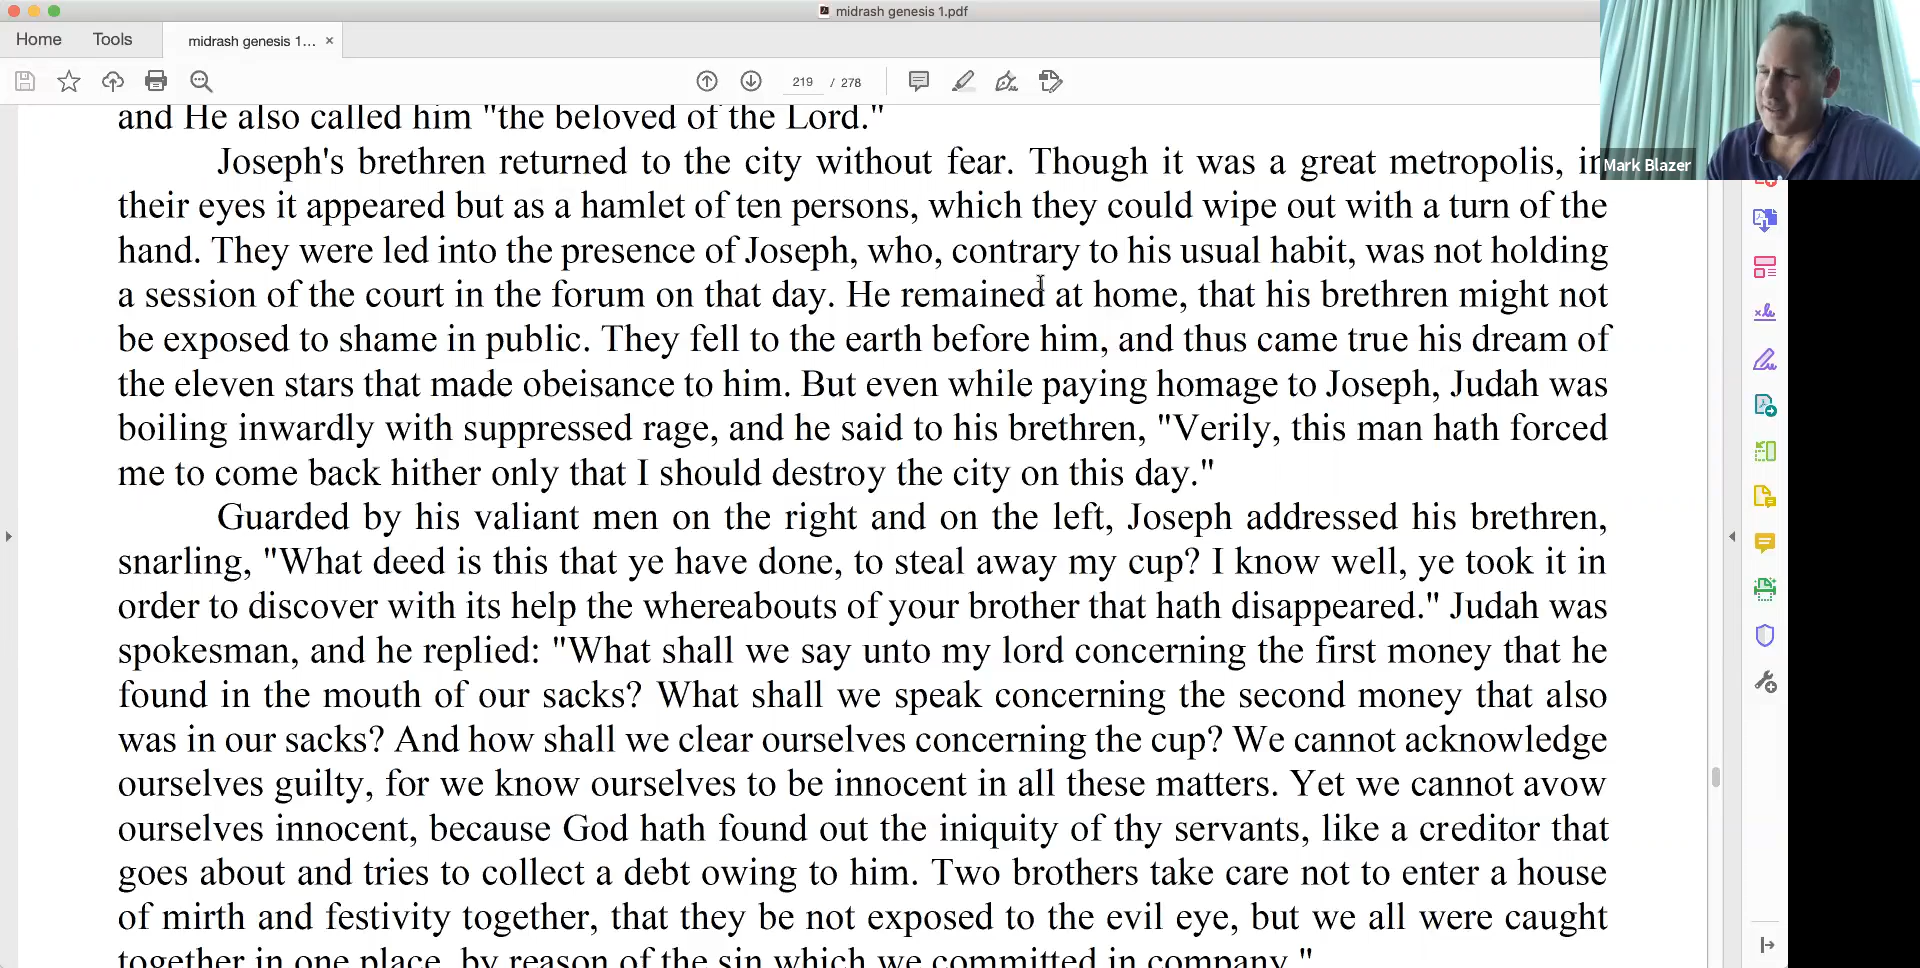 midrash genesis 1.pdf
Home Tools midrash genesis 1... ×
219 / 278
Mark Blazer
and He also called him "the beloved of the Lord."
Joseph's brethren returned to the city without fear. Though it was a great metropolis, in
their eyes it appeared but as a hamlet of ten persons, which they could wipe out with a turn of the
hand. They were led into the presence of Joseph, who, contrary to his usual habit, was not holding
a session of the court in the forum on that day. He remained at home, that his brethren might not
be exposed to shame in public. They fell to the earth before him, and thus came true his dream of
the eleven stars that made obeisance to him. But even while paying homage to Joseph, Judah was
boiling inwardly with suppressed rage, and he said to his brethren, "Verily, this man hath forced
me to come back hither only that I should destroy the city on this day."
Guarded by his valiant men on the right and on the left, Joseph addressed his brethren,
snarling, "What deed is this that ye have done, to steal away my cup? I know well, ye took it in
order to discover with its help the whereabouts of your brother that hath disappeared." Judah was
spokesman, and he replied: "What shall we say unto my lord concerning the first money that he
found in the mouth of our sacks? What shall we speak concerning the second money that also
was in our sacks? And how shall we clear ourselves concerning the cup? We cannot acknowledge
ourselves guilty, for we know ourselves to be innocent in all these matters. Yet we cannot avow
ourselves innocent, because God hath found out the iniquity of thy servants, like a creditor that
goes about and tries to collect a debt owing to him. Two brothers take care not to enter a house
of mirth and festivity together, that they be not exposed to the evil eye, but we all were caught
together in one place, by reason of the sin which we committed in company."